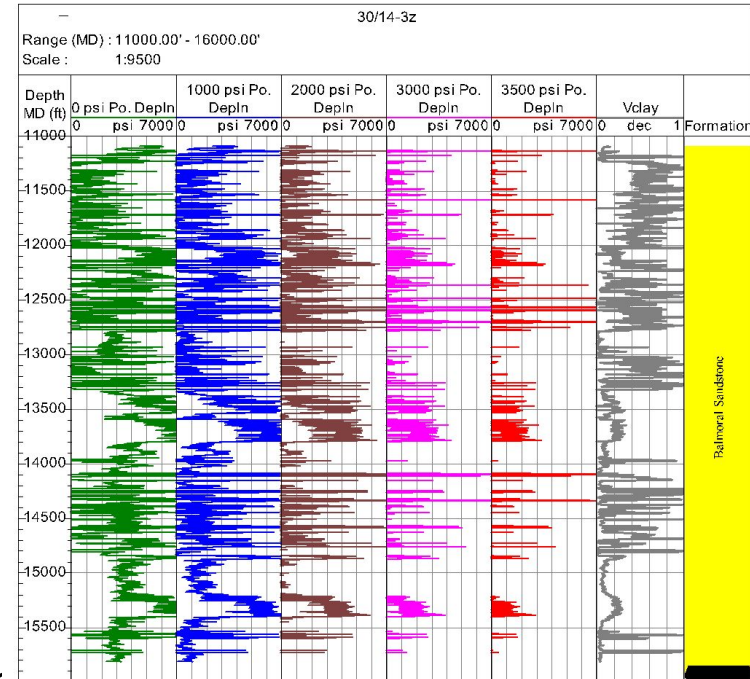 30/14-3z
Range (MD) : 11000.00' - 16000.00'
Scale : 1:9500
Depth MD (ft)
0 psi Po. Depln
0 psi 7000
1000 psi Po. Depln
0 psi 7000
2000 psi Po. Depln
0 psi 7000
3000 psi Po. Depln
0 psi 7000
3500 psi Po. Depln
0 psi 7000
Vclay
0 dec 1
Formation
11000
11500
12000
12500
13000
13500
14000
14500
15000
15500
Balmoral Sandstone